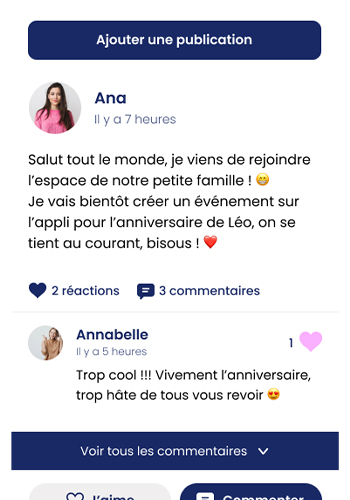 Ajouter une publication
Ana
Il y a 7 heures
Salut tout le monde, je viens de rejoindre
l’espace de notre petite famille ! 😁
Je vais bientôt créer un événement sur
l’appli pour l’anniversaire de Léo, on se
tient au courant, bisous ! ❤️
2 réactions
3 commentaires
Annabelle
Il y a 5 heures
1
Trop cool !!! Vivement l’anniversaire,
trop hâte de tous vous revoir 😍
Voir tous les commentaires
J’aime
Commenter